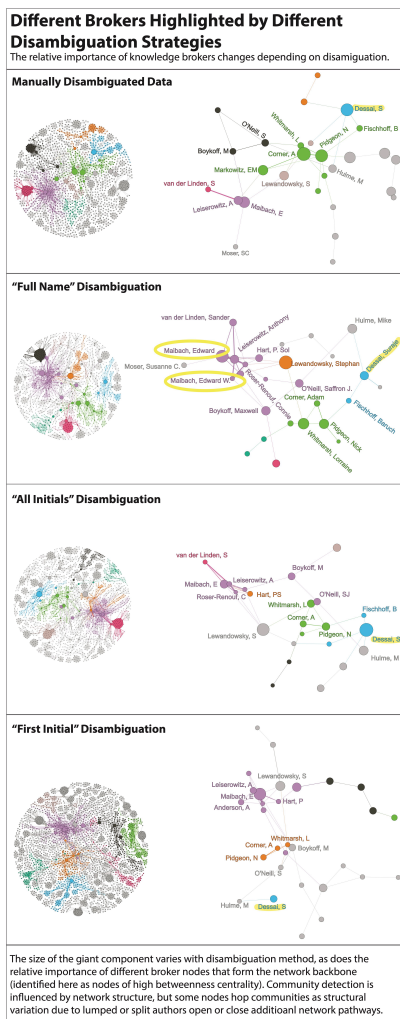 Different Brokers Highlighted by Different
Disambiguation Strategies
The relative importance of knowledge brokers changes depending on disamiguation.
Manually Disambiguated Data
Dessai, S
O'Neill, S
Whitmarsh, L
Pidgeon, N
Fischhoff, B
Boykoff, M
Corner, A
Markowitz, EM
Hulme, M
van der Linden, S
Lewandowsky, S
Leiserowitz, A
Maibach, E
Moser, SC
"Full Name" Disambiguation
van der Linden, Sander
Hulme, Mike
Leiserowitz, Anthony
Maibach, Edward
Hart, P. Sol
Dessai, Suraje
Moser, Susanne C.
Lewandowsky, Stephan
Maibach, Edward W.
Roser-Renouf, Connie
O'Neill, Saffron J.
Corner, Adam
Fischhoff, Baruch
Boykoff, Maxwell
Pidgeon, Nick
Whitmarsh, Lorraine
"All Initials" Disambiguation
van der Linden, S
Boykoff, M
Maibach, E
Leiserowitz, A
Roser-Renouf, C
Hart, PS
O'Neill, SJ
Whitmarsh, L
Fischhoff, B
Corner, A
Lewandowsky, S
Pidgeon, N
Dessai, S
Hulme, M
"First Initial" Disambiguation
Lewandowsky, S
Leiserowitz, A
Maibach, E
Hart, P
Anderson, A
Whitmarsh, L
Corner, A
Boykoff, M
Pidgeon, N
O'Neill, S
Hulme, M
Dessai, S
The size of the giant component varies with disambiguation method, as does the
relative importance of different broker nodes that form the network backbone
(identified here as nodes of high betweenness centrality). Community detection is
influenced by network structure, but some nodes hop communities as structural
variation due to lumped or split authors open or close additioanl network pathways.